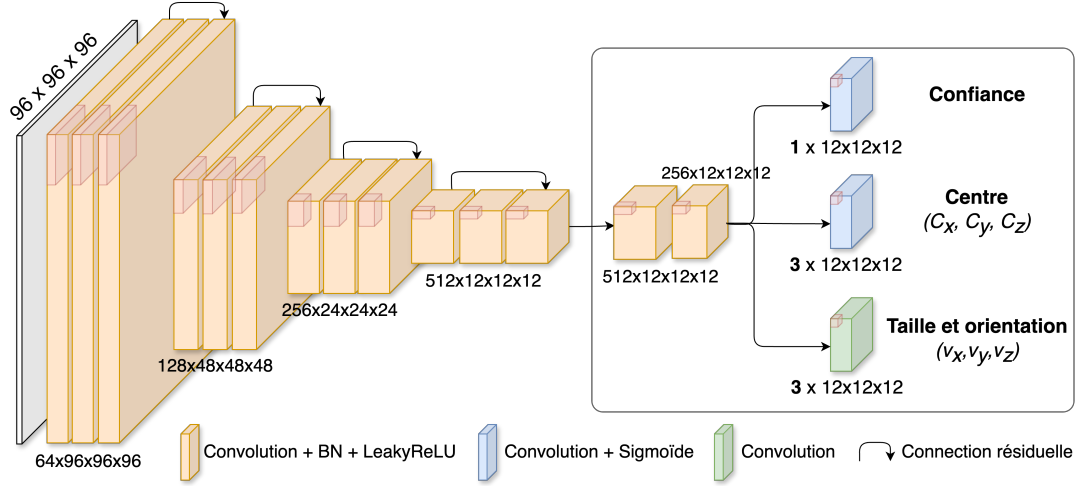 96 x 96 x 96
64x96x96x96
128x48x48x48
256x24x24x24
512x12x12x12
512x12x12x12
256x12x12x12
1 x 12x12x12
Confiance
3 x 12x12x12
Centre
(Cx, Cy, Cz)
3 x 12x12x12
Taille et orientation
(vx,vy,vz)
Convolution + BN + LeakyReLU
Convolution + Sigmoïde
Convolution
Connection résiduelle